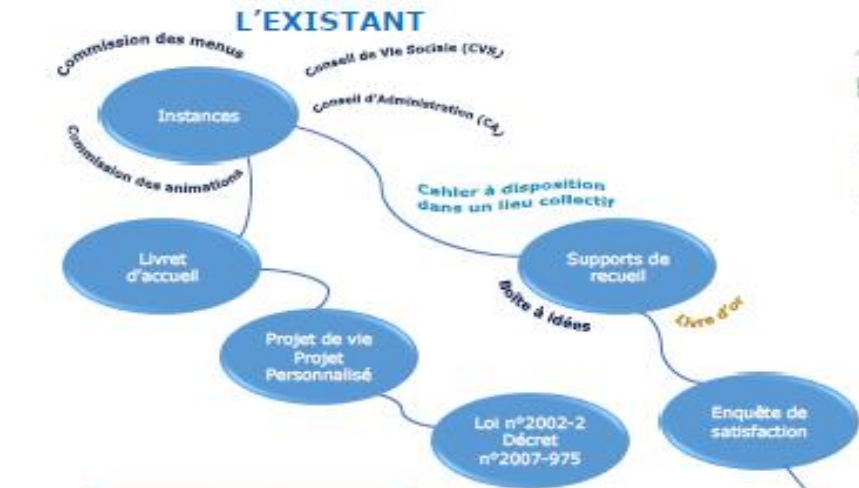 L'EXISTANT
Commission des menus
Conseil de Vie Sociale (CVS)
Instances
Conseil d'Administration (CA)
Commission des animations
Cahier à disposition
dans un lieu collectif
Livret
d'accueil
Supports de
recueil
Boîte à idées
Livre d'or
Projet de vie
Projet
Personnalisé
Loi n°2002-2
Décret
n°2007-975
Enquête de
satisfaction